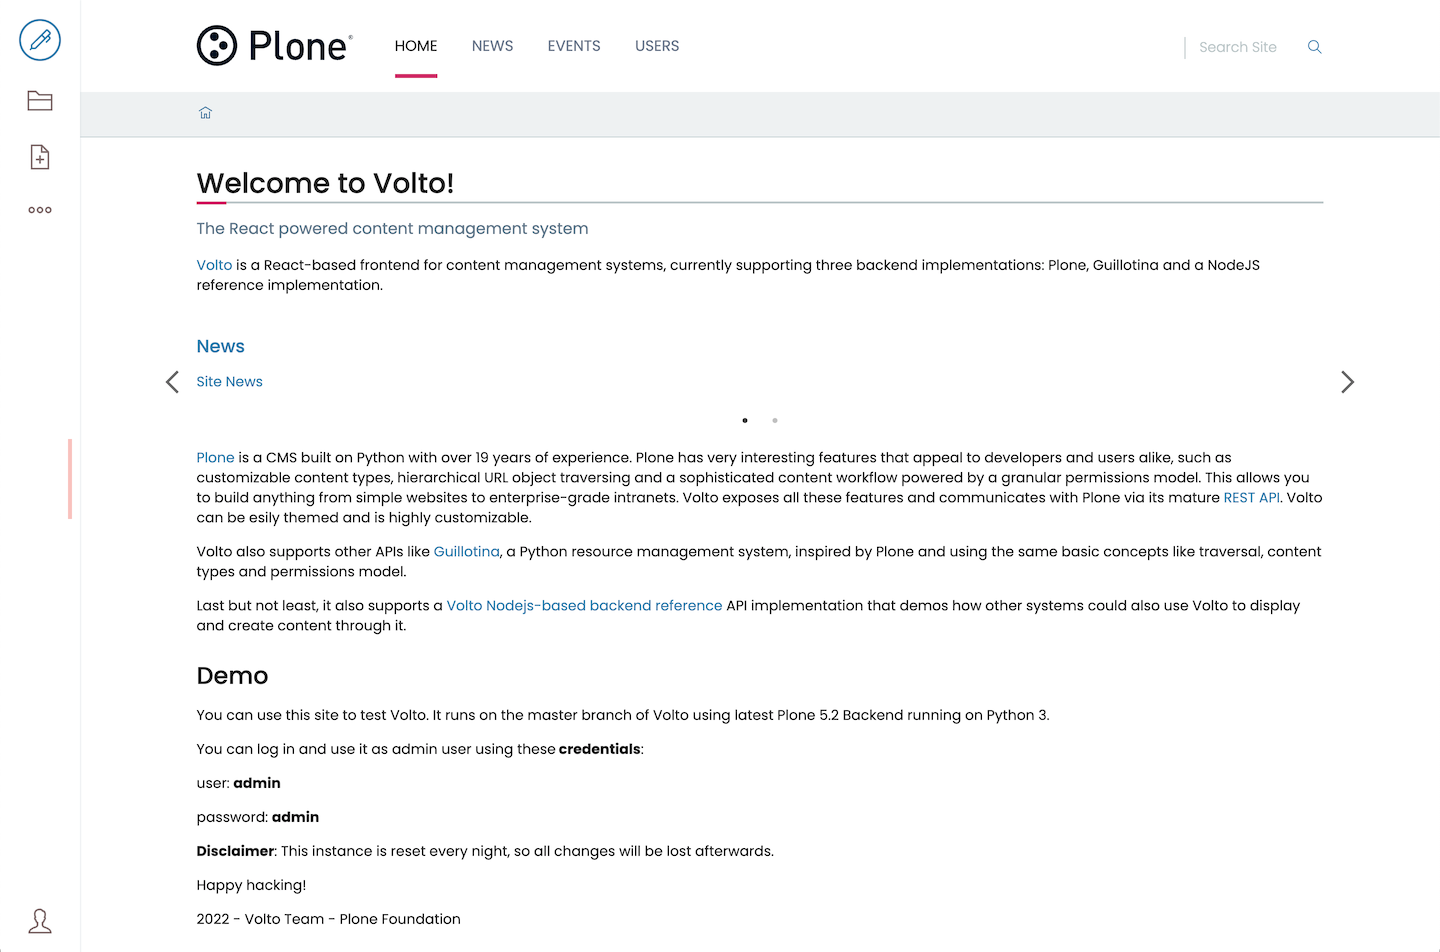 Plone®
HOME
NEWS
EVENTS
USERS
Search Site
Welcome to Volto!
The React powered content management system
Volto is a React-based frontend for content management systems, currently supporting three backend implementations: Plone, Guillotina and a NodeJS
reference implementation.
News
Site News
Plone is a CMS built on Python with over 19 years of experience. Plone has very interesting features that appeal to developers and users alike, such as
customizable content types, hierarchical URL object traversing and a sophisticated content workflow powered by a granular permissions model. This allows you
to build anything from simple websites to enterprise-grade intranets. Volto exposes all these features and communicates with Plone via its mature REST API. Volto
can be esily themed and is highly customizable.
Volto also supports other APIs like Guillotina, a Python resource management system, inspired by Plone and using the same basic concepts like traversal, content
types and permissions model.
Last but not least, it also supports a Volto Nodejs-based backend reference API implementation that demos how other systems could also use Volto to display
and create content through it.
Demo
You can use this site to test Volto. It runs on the master branch of Volto using latest Plone 5.2 Backend running on Python 3.
You can log in and use it as admin user using these credentials:
user: admin
password: admin
Disclaimer: This instance is reset every night, so all changes will be lost afterwards.
Happy hacking!
2022 - Volto Team - Plone Foundation